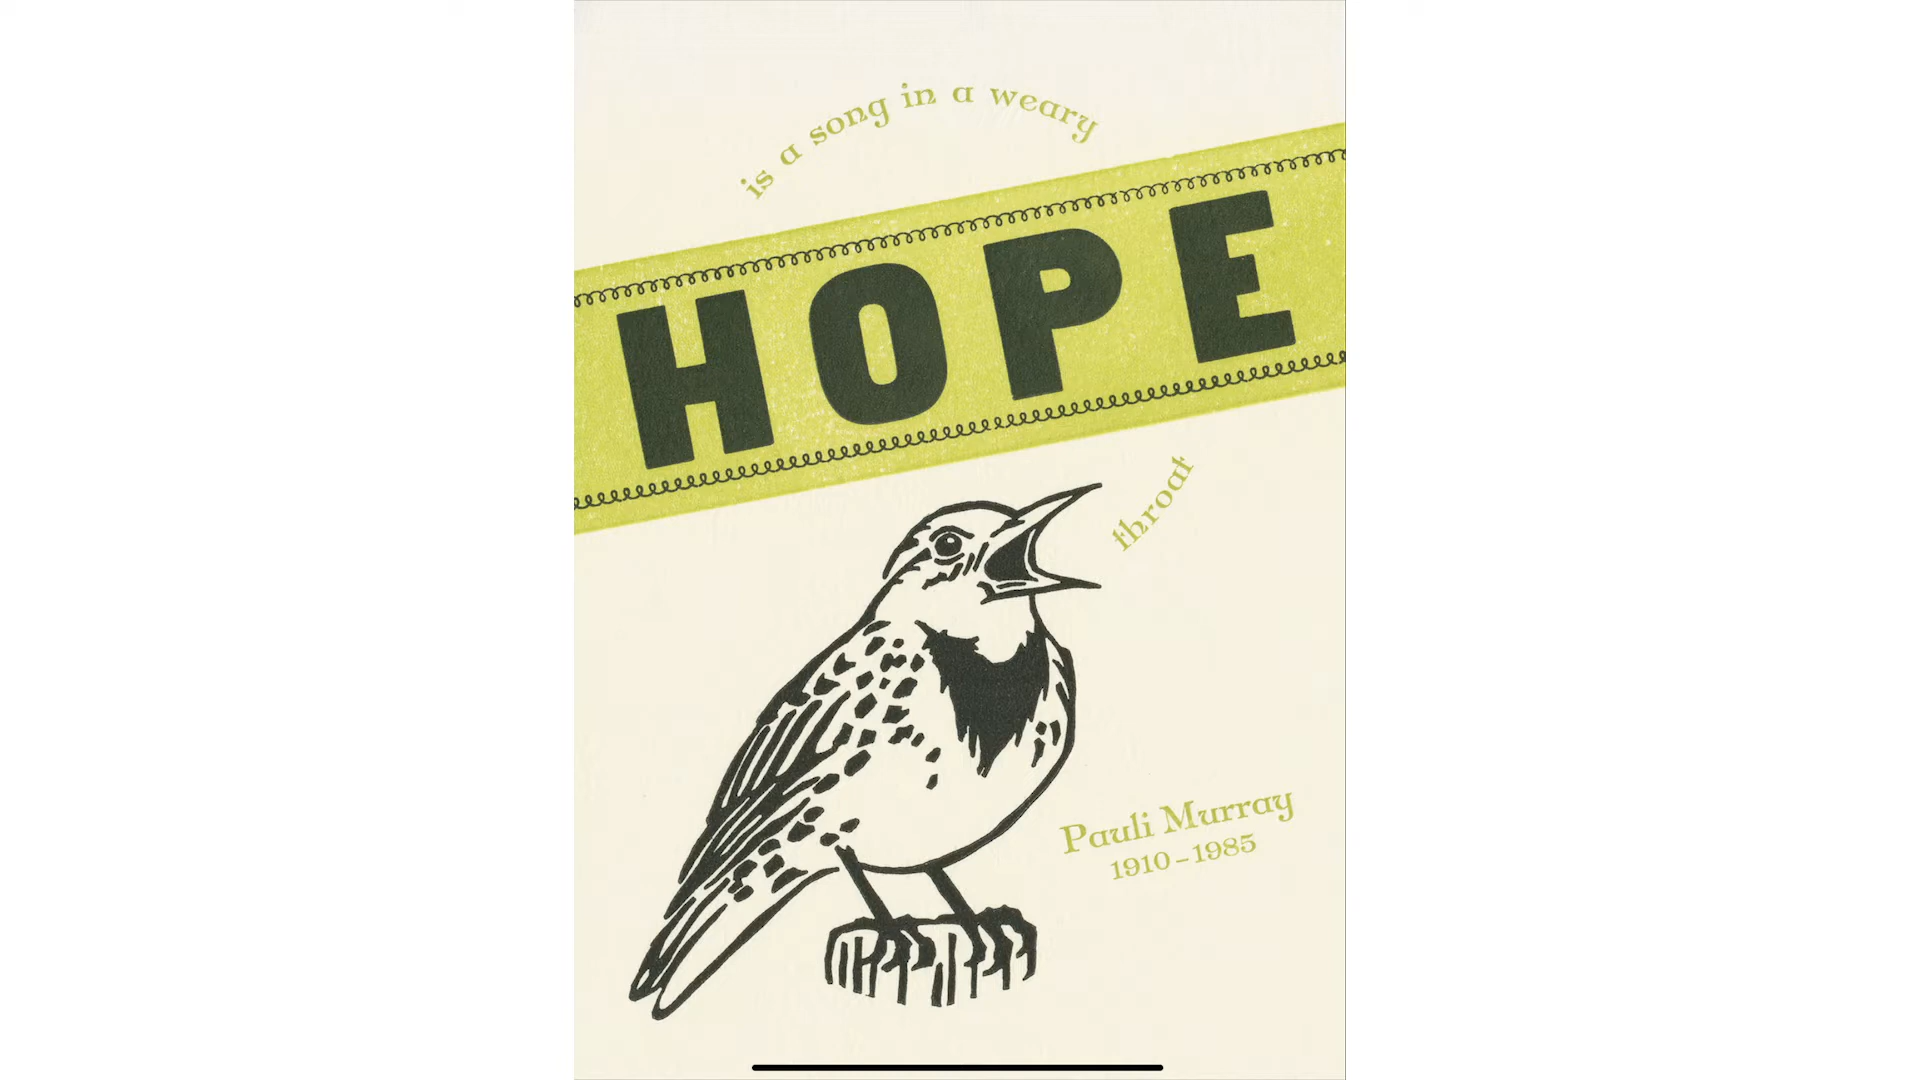 is a song in a weary
HOPE
throat
Pauli Murray
1910–1985